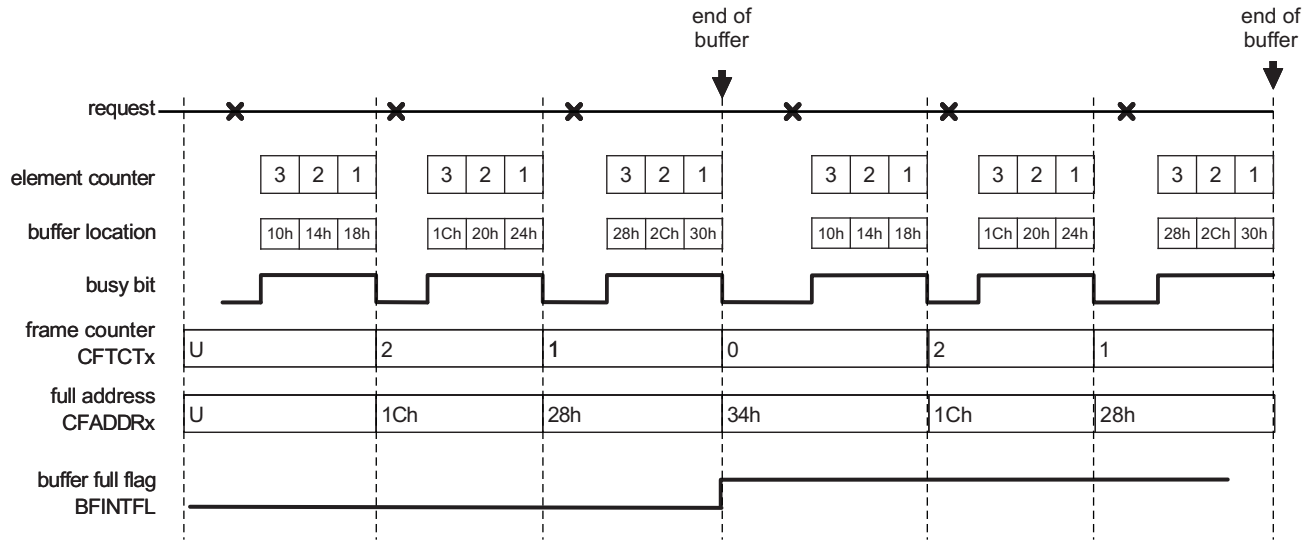 end of
buffer
end of
buffer
request
element counter
3 2 1 3 2 1 3 2 1 3 2 1 3 2 1 3 2 1
buffer location
10h 14h 18h 1Ch 20h 24h 28h 2Ch 30h 10h 14h 18h 1Ch 20h 24h 28h 2Ch 30h
busy bit
frame counter
CFTCTx
U 2 1 0 2 1
full address
CFADDRx
U 1Ch 28h 34h 1Ch 28h
buffer full flag
BFINTFL